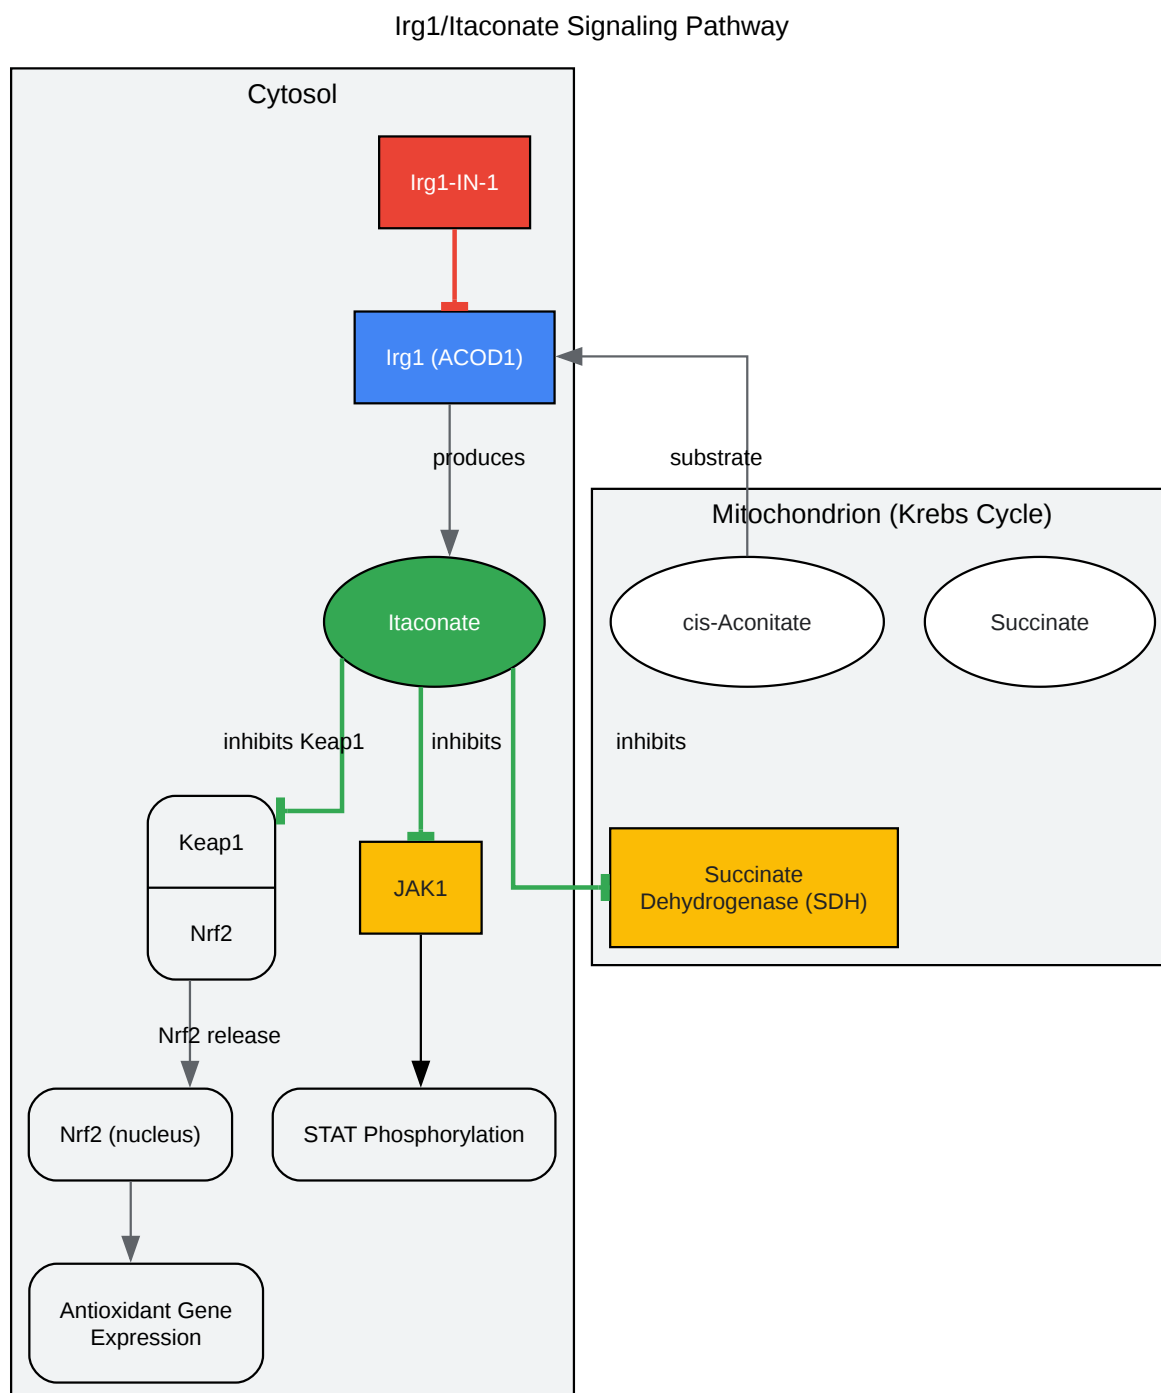 Irg1/Itaconate Signaling Pathway
Cytosol
Irg1-IN-1
Irg1 (ACOD1)
produces
substrate
Mitochondrion (Krebs Cycle)
Itaconate
cis-Aconitate
Succinate
inhibits Keap1
inhibits
inhibits
Keap1
Nrf2
JAK1
Succinate
Dehydrogenase (SDH)
Nrf2 release
Nrf2 (nucleus)
STAT Phosphorylation
Antioxidant Gene
Expression